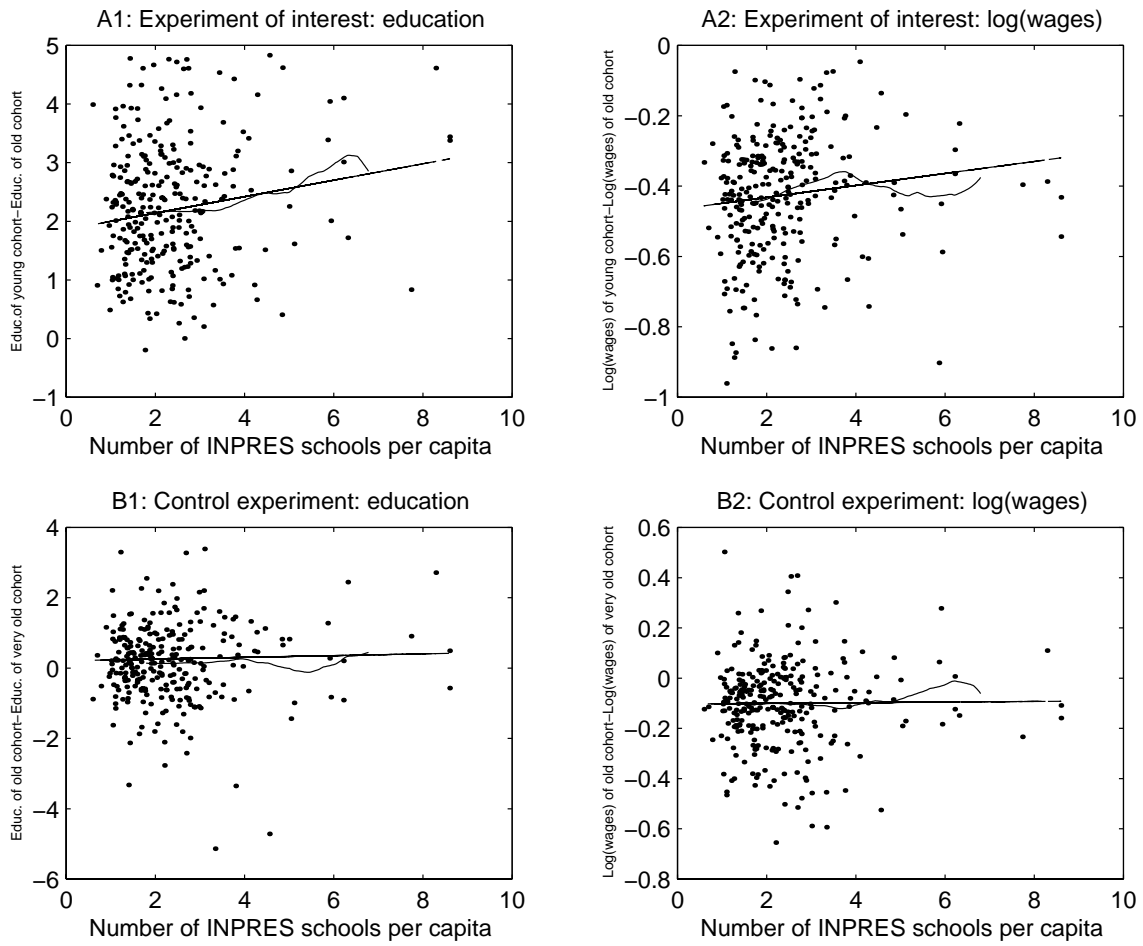 A1: Experiment of interest: education
Educ.of young cohort−Educ. of old cohort
5
4
3
2
1
0
−1
0 2 4 6 8 10
Number of INPRES schools per capita
A2: Experiment of interest: log(wages)
Log(wages) of young cohort−Log(wages) of old cohort
0
−0.2
−0.4
−0.6
−0.8
−1
0 2 4 6 8 10
Number of INPRES schools per capita
B1: Control experiment: education
Educ. of old cohort−Educ. of very old cohort
4
2
0
−2
−4
−6
0 2 4 6 8 10
Number of INPRES schools per capita
B2: Control experiment: log(wages)
Log(wages) of old cohort−Log(wages) of very old cohort
0.6
0.4
0.2
0
−0.2
−0.4
−0.6
−0.8
0 2 4 6 8 10
Number of INPRES schools per capita